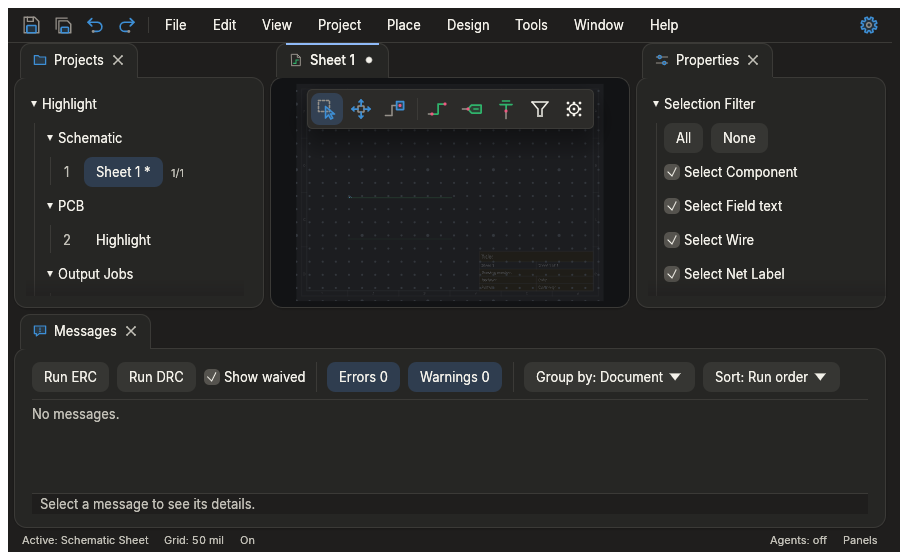 File Edit View Project Place Design Tools Window Help
Projects
Sheet 1
Properties
Highlight
Schematic
1 Sheet 1 * 1/1
PCB
2 Highlight
Output Jobs
Selection Filter
All None
Select Component
Select Field text
Select Wire
Select Net Label
Messages
Run ERC Run DRC Show waived Errors 0 Warnings 0 Group by: Document Sort: Run order
No messages.
Select a message to see its details.
Active: Schematic Sheet Grid: 50 mil On Agents: off Panels